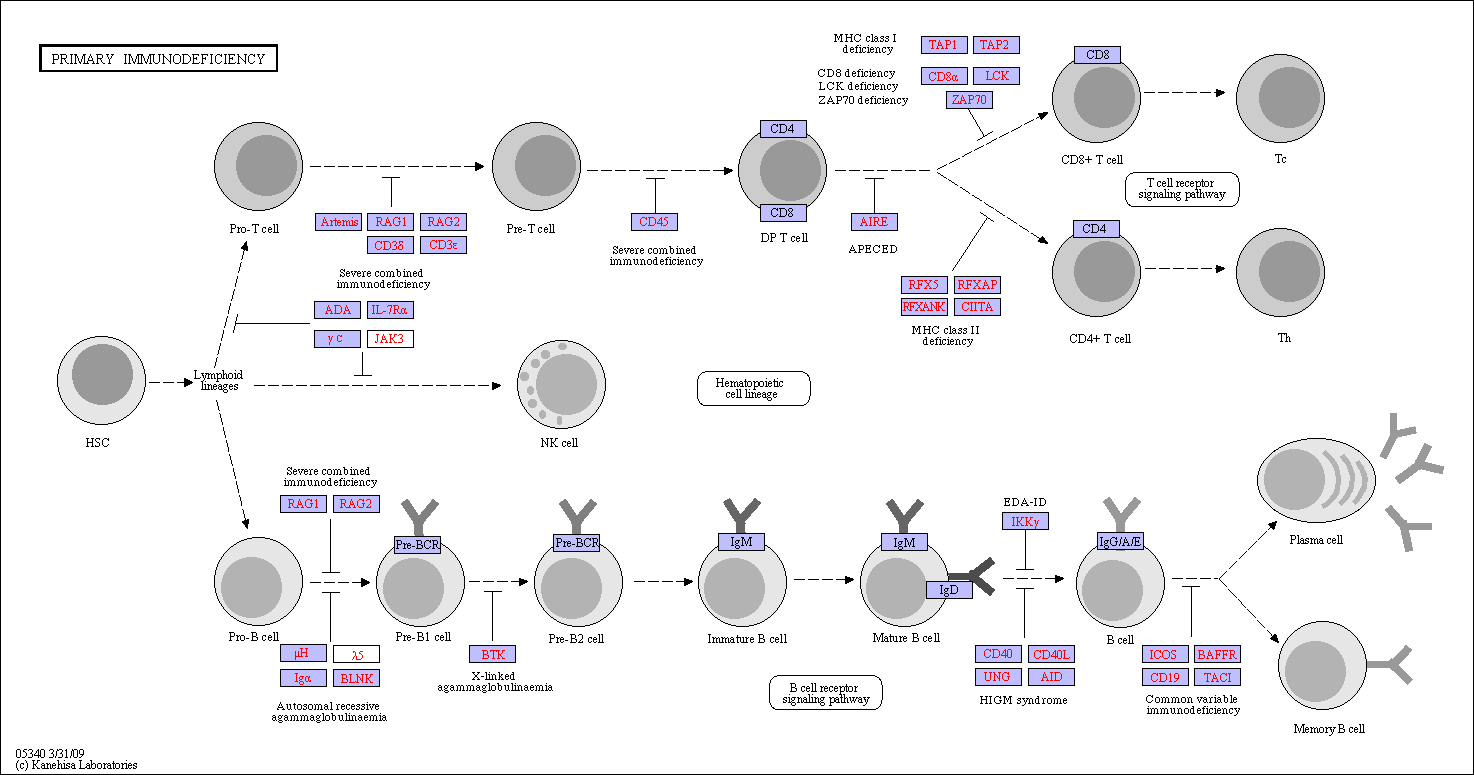 PRIMARY IMMUNODEFICIENCY
MHC class I
deficiency
TAP1
TAP2
CD8 deficiency
LCK deficiency
ZAP70 deficiency
CD8α
LCK
ZAP70
CD8
CD8+ T cell
Tc
T cell receptor
signaling pathway
Pro-T cell
Artemis
RAG1
RAG2
CD38
CD3ε
Severe combined
immunodeficiency
Pre-T cell
CD45
Severe combined
immunodeficiency
CD4
CD8
DP T cell
AIRE
APECED
CD4
CD4+ T cell
Th
RFX5
RFXAP
RFXANK
CIITA
MHC class II
deficiency
ADA
IL-7Rα
γc
JAK3
HSC
Lymphoid
lineages
NK cell
Hematopoietic
cell lineage
Severe combined
immunodeficiency
RAG1
RAG2
Pro-B cell
μH
λ5
Igα
BLNK
Autosomal recessive
agammaglobulinaemia
Pre-BCR
Pre-B1 cell
BTK
X-linked
agammaglobulinaemia
Pre-BCR
Pre-B2 cell
IgM
Immature B cell
IgM
IgD
Mature B cell
B cell receptor
signaling pathway
EDA-ID
IKKγ
CD40
CD40L
UNG
AID
HIGM syndrome
IgG/A/E
B cell
ICOS
BAFFR
CD19
TACI
Common variable
immunodeficiency
Plasma cell
Memory B cell
05340 3/31/09
(c) Kanehisa Laboratories